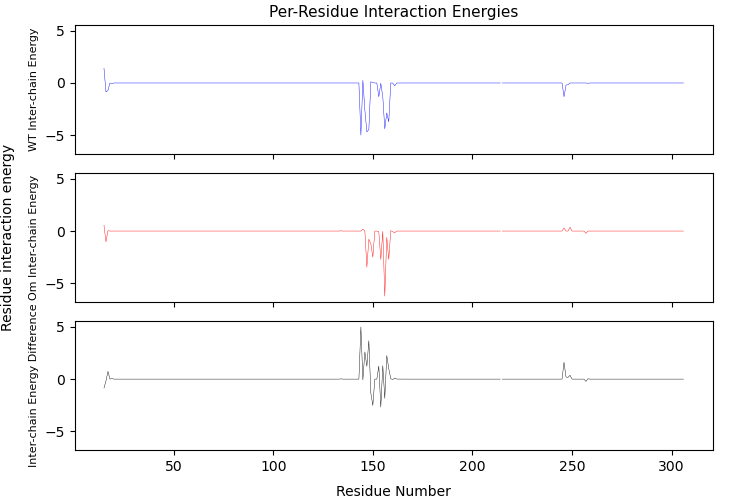 Per-Residue Interaction Energies
Residue interaction energy
WT Inter-chain Energy
5
0
−5
Om Inter-chain Energy
5
0
−5
Inter-chain Energy Difference
5
0
−5
50
100
150
200
250
300
Residue Number